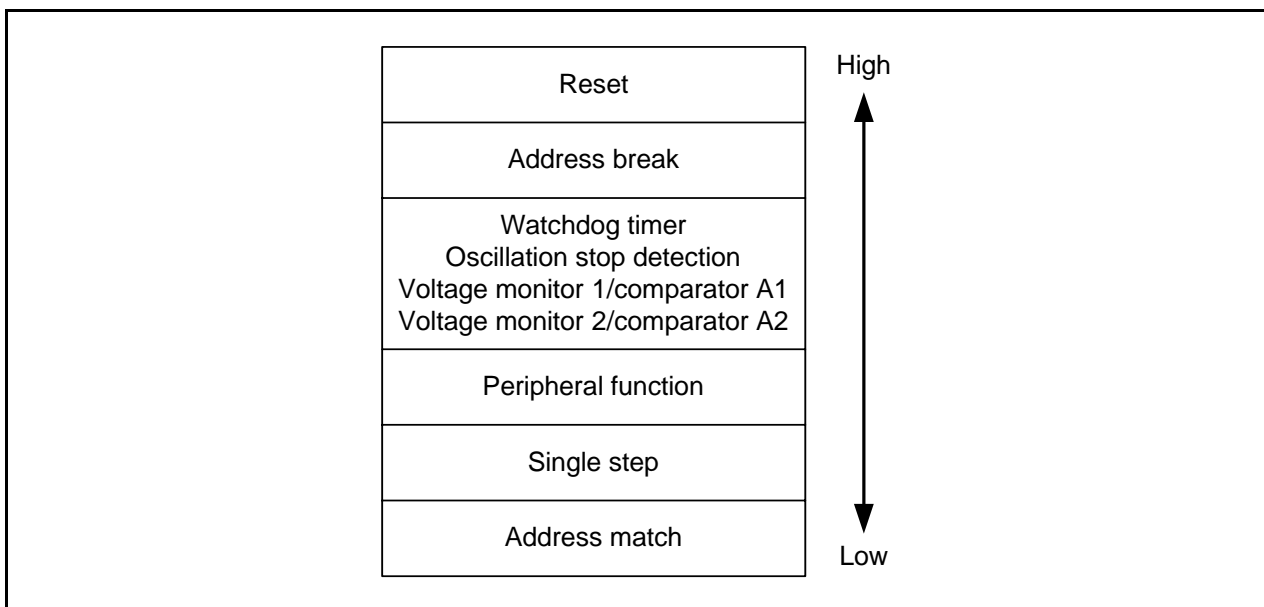 Reset
High
Address break
Watchdog timer
Oscillation stop detection
Voltage monitor 1/comparator A1
Voltage monitor 2/comparator A2
Peripheral function
Single step
Address match
Low